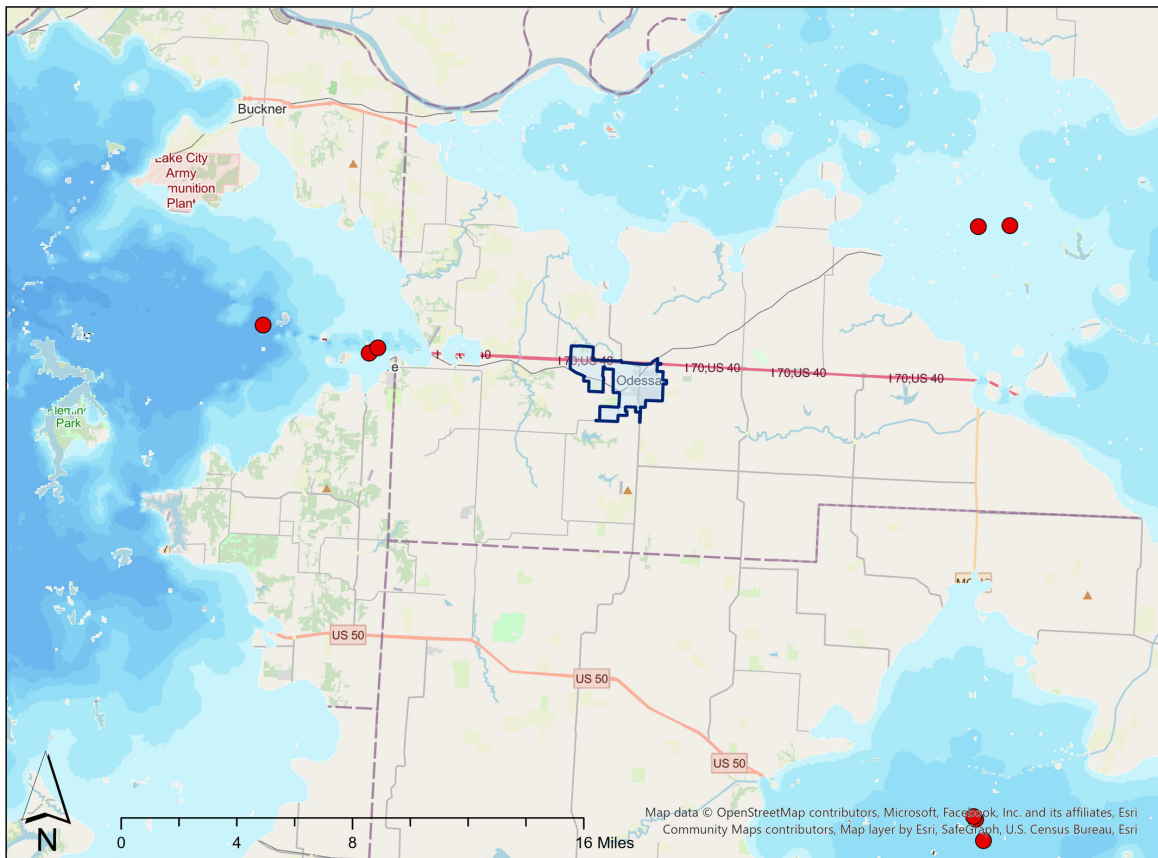 Buckner
Lake City
Army
munition
Plant
I 70;US 40
Odessa
I 70;US 40
I 70;US 40
I 70;US 40
Park
US 50
US 50
US 50
N
0 4 8 16 Miles
Map data © OpenStreetMap contributors, Microsoft, Facebook, Inc. and its affiliates, Esri
Community Maps contributors, Map layer by Esri, SafeGraph, U.S. Census Bureau, Esri